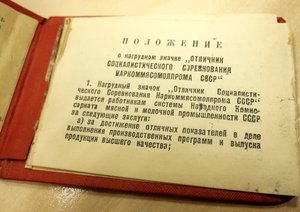 ПОЛОЖЕНИЕ
о нагрудном значке „ОТЛИЧНИК
СОЦИАЛИСТИЧЕСКОГО СОРЕВНОВАНИЯ
НАРКОММЯСОМОЛПРОМА СССР"
1. Нагрудный значок „Отличник Социалисти-
ческого Соревнования Наркоммясомолпрома СССР"
выдается работникам системы Народного Комис-
сариата мясной и молочной промышленности СССР
за следующие заслуги:
а) за достижение отличных показателей в деле
выполнения производственных программ и выпуска
продукции высшего качества;